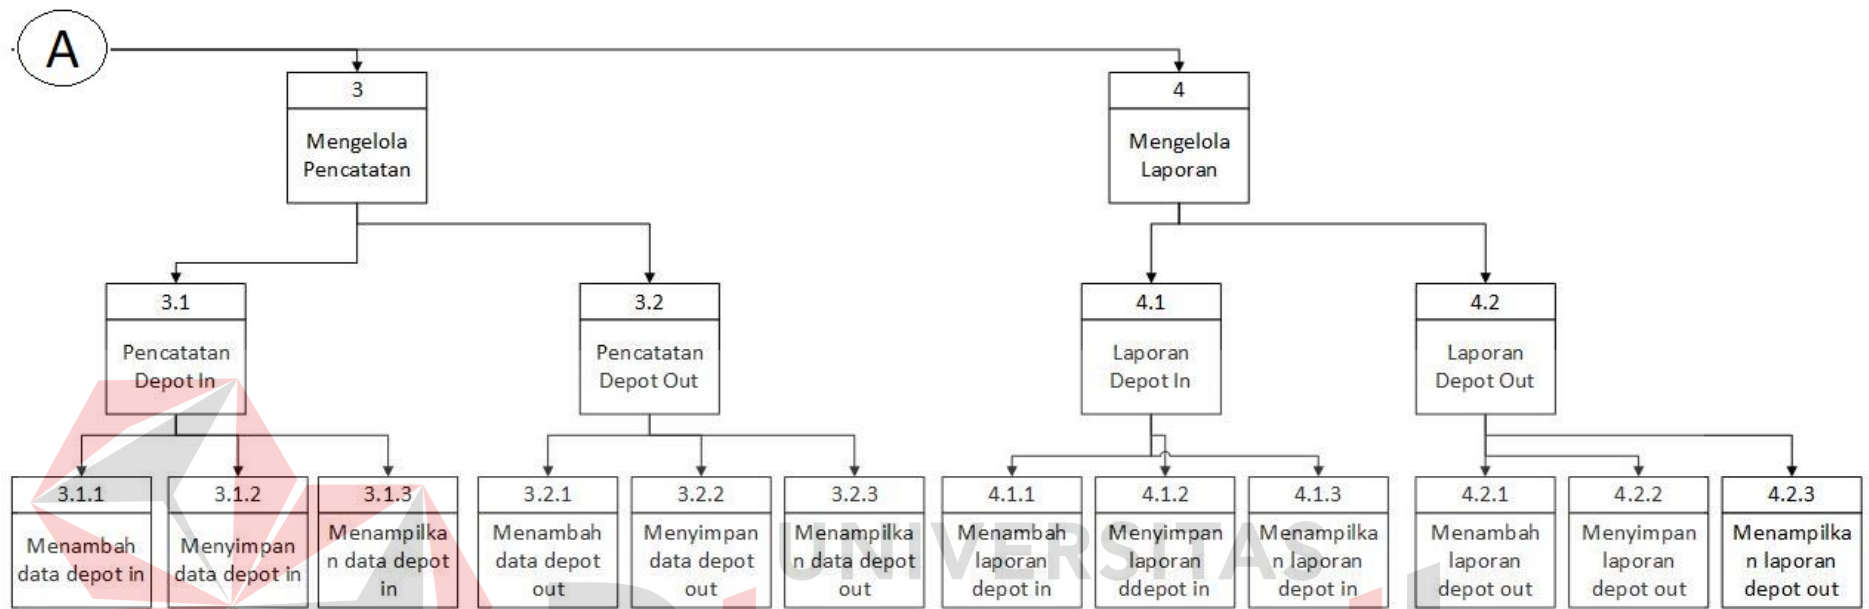 A
3
Mengelola
Pencatatan
4
Mengelola
Laporan
3.1
Pencatatan
Depot In
3.2
Pencatatan
Depot Out
4.1
Laporan
Depot In
4.2
Laporan
Depot Out
3.1.1
Menambah
data depot in
3.1.2
Menyimpan
data depot in
3.1.3
Menampilka
n data depot
in
3.2.1
Menambah
data depot
out
3.2.2
Menyimpan
data depot
out
3.2.3
Menampilka
n data depot
out
4.1.1
Menambah
laporan
depot in
4.1.2
Menyimpan
laporan
ddepot in
4.1.3
Menampilka
n laporan
depot in
4.2.1
Menambah
laporan
depot out
4.2.2
Menyimpan
laporan
depot out
4.2.3
Menampilka
n laporan
depot out
UNIVERSITAS